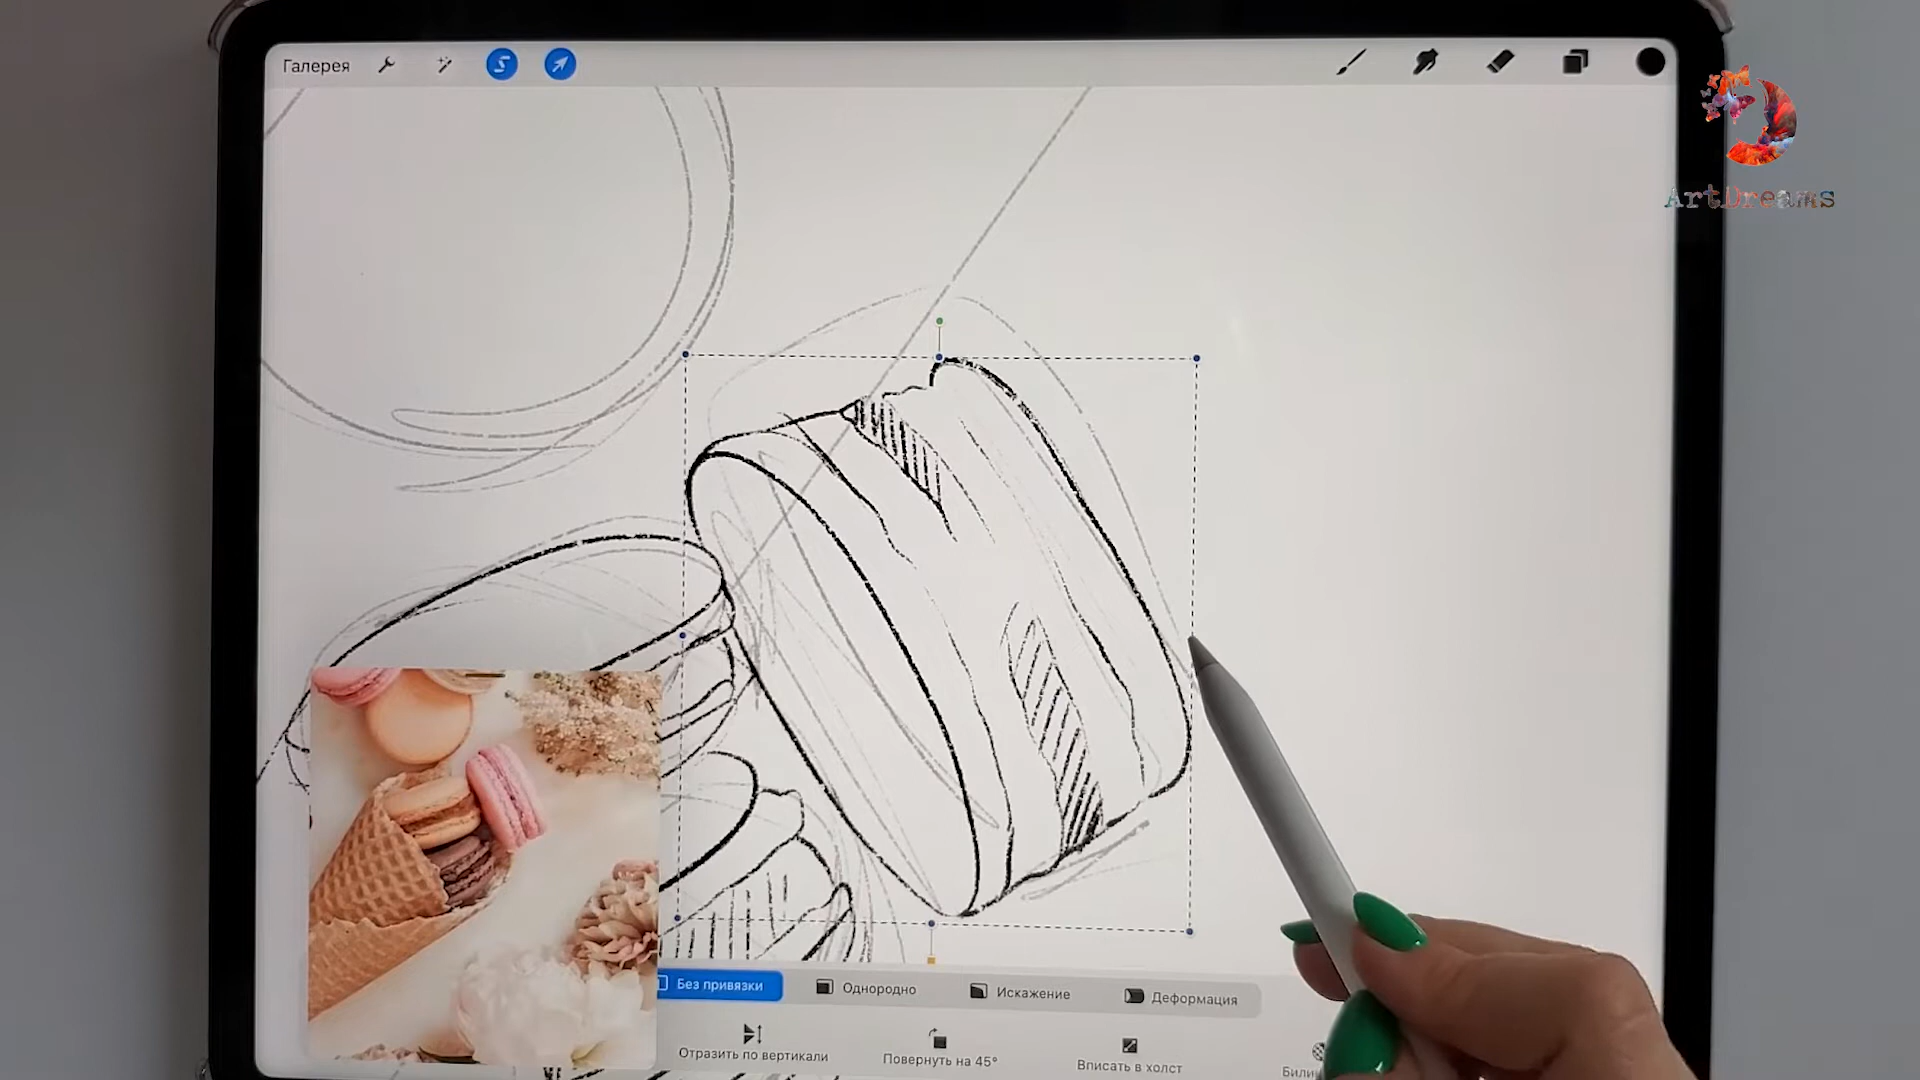 Галерея
ArtDreams
Без привязки
Однородно
Искажение
Деформация
Отразить по вертикали
Повернуть на 45°
Вписать в холст